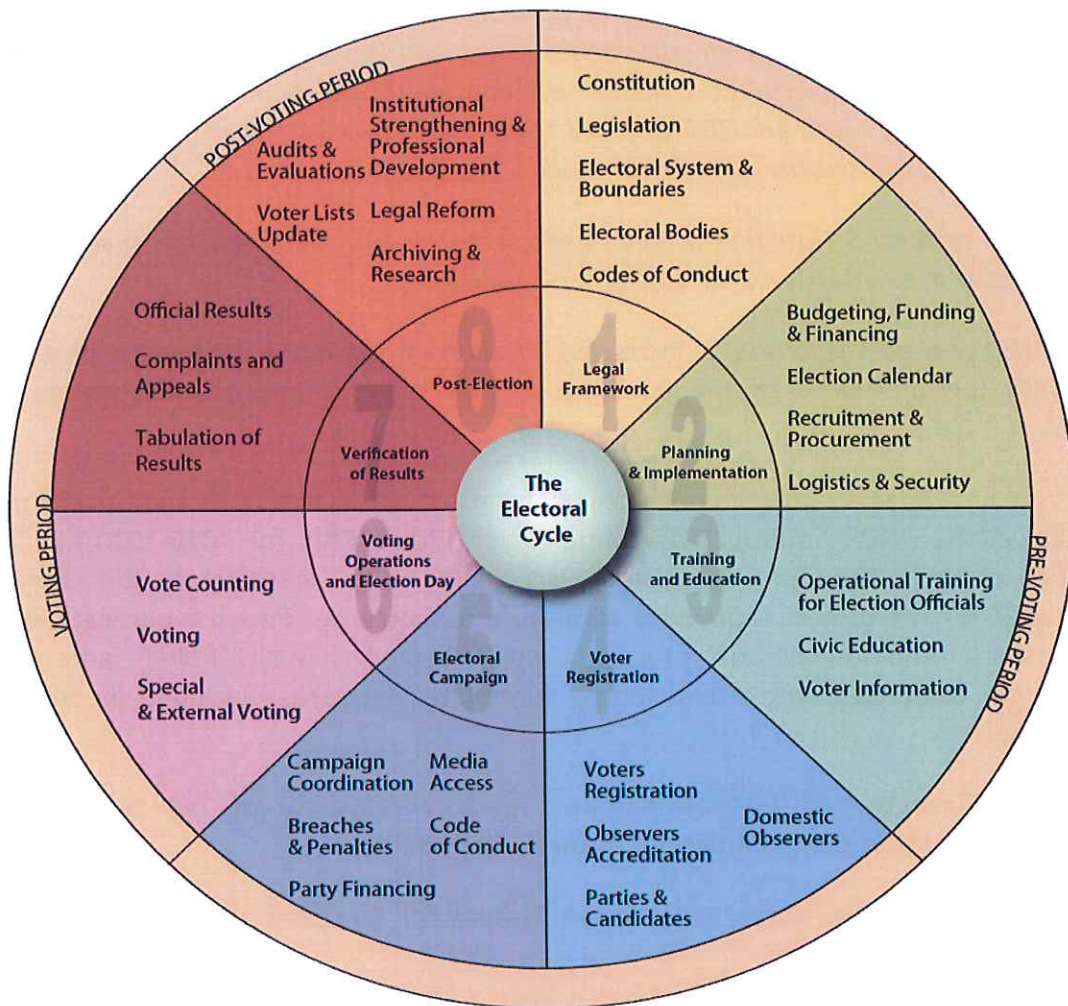 The
Electoral
Cycle
PRE-VOTING PERIOD
VOTING PERIOD
POST-VOTING PERIOD
1
Legal
Framework
Constitution
Legislation
Electoral System &
Boundaries
Electoral Bodies
Codes of Conduct
2
Planning
& Implementation
Budgeting, Funding
& Financing
Election Calendar
Recruitment &
Procurement
Logistics & Security
3
Training
and Education
Operational Training
for Election Officials
Civic Education
Voter Information
4
Voter
Registration
Voters
Registration
Observers
Accreditation
Parties &
Candidates
Domestic
Observers
5
Electoral
Campaign
Campaign
Coordination
Breaches
& Penalties
Party Financing
Media
Access
Code
of Conduct
6
Voting
Operations
and Election Day
Vote Counting
Voting
Special
& External Voting
7
Verification
of Results
Official Results
Complaints and
Appeals
Tabulation of
Results
8
Post-Election
Audits &
Evaluations
Voter Lists
Update
Institutional
Strengthening &
Professional
Development
Legal Reform
Archiving &
Research